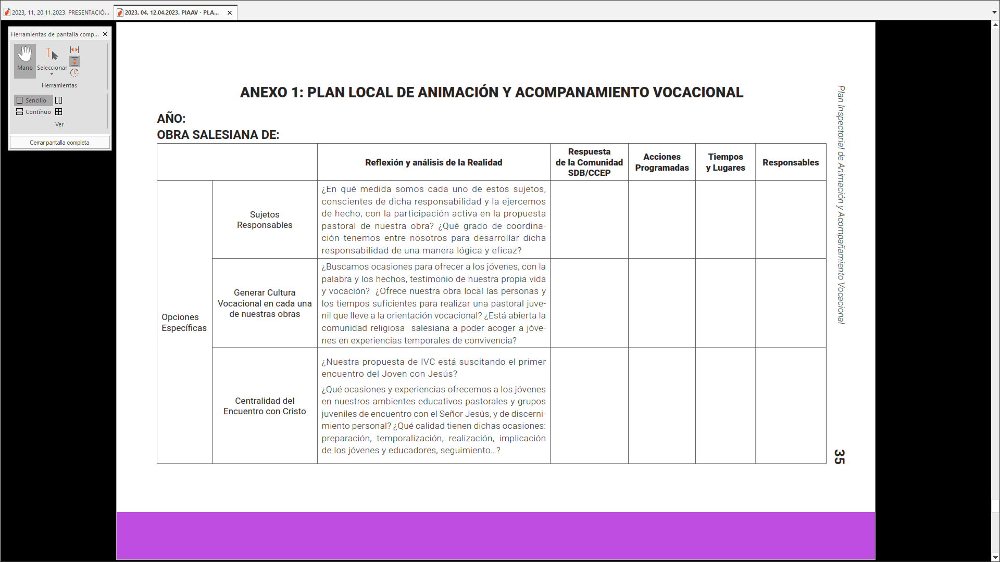 2023, 11, 20.11.2023. PRESENTACIÓ...
2023, 04, 12.04.2023. PIAAV - PLA...
Herramientas de pantalla comp...
Mano
Seleccionar
Herramientas
Sencillo
Contínuo
Ver
Cerrar pantalla completa
ANEXO 1: PLAN LOCAL DE ANIMACIÓN Y ACOMPANAMIENTO VOCACIONAL
AÑO:
OBRA SALESIANA DE:
Reflexión y análisis de la Realidad
Respuesta
de la Comunidad
SDB/CCEP
Acciones
Programadas
Tiempos
y Lugares
Responsables
Opciones
Específicas
Sujetos
Responsables
¿En qué medida somos cada uno de estos sujetos,
conscientes de dicha responsabilidad y la ejercemos
de hecho, con la participación activa en la propuesta
pastoral de nuestra obra? ¿Qué grado de coordina-
ción tenemos entre nosotros para desarrollar dicha
responsabilidad de una manera lógica y eficaz?
Generar Cultura
Vocacional en cada una
de nuestras obras
¿Buscamos ocasiones para ofrecer a los jóvenes, con la
palabra y los hechos, testimonio de nuestra propia vida
y vocación? ¿Ofrece nuestra obra local las personas y
los tiempos suficientes para realizar una pastoral juve-
nil que lleve a la orientación vocacional? ¿Está abierta la
comunidad religiosa salesiana a poder acoger a jóve-
nes en experiencias temporales de convivencia?
Centralidad del
Encuentro con Cristo
¿Nuestra propuesta de IVC está suscitando el primer
encuentro del Joven con Jesús?
¿Qué ocasiones y experiencias ofrecemos a los jóvenes
en nuestros ambientes educativos pastorales y grupos
juveniles de encuentro con el Señor Jesús, y de discerni-
miento personal? ¿Qué calidad tienen dichas ocasiones:
preparación, temporalización, realización, implicación
de los jóvenes y educadores, seguimiento...?
Plan Inspectorial de Animación y Acompañamiento Vocacional
35